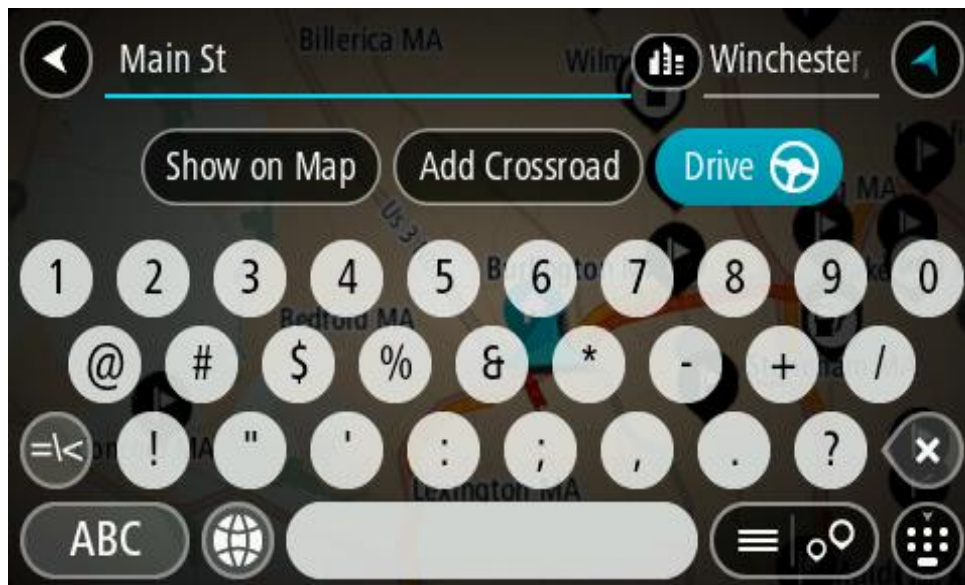 Billerica MA
Main St
Winchester,
Show on Map
Add Crossroad
Drive
1 2 3 4 5 6 7 8 9 0
Bedford MA
@ # $ % & * - + /
=\< ! " ' : ; , . ?
Lexington MA
ABC